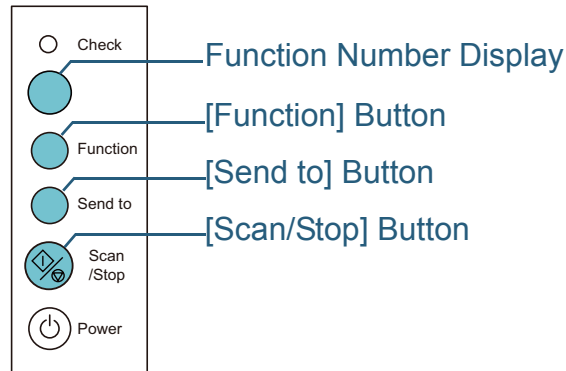 Check
Function Number Display
[Function] Button
Function
[Send to] Button
Send to
[Scan/Stop] Button
Scan
/Stop
Power